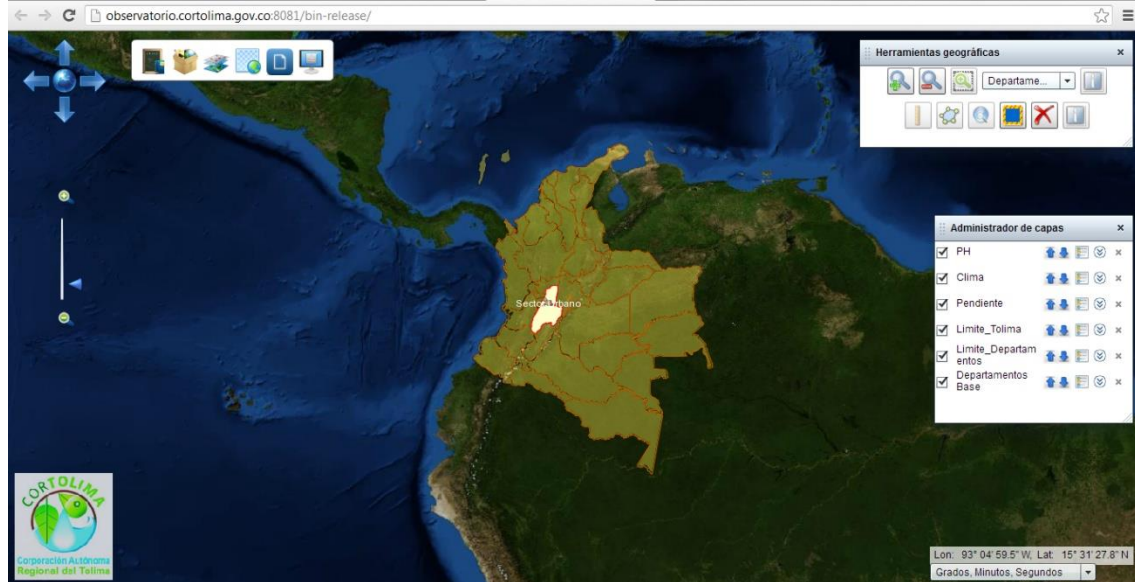 observatorio.cortolima.gov.co:8081/bin-release/
Herramientas geográficas
Departame...
Administrador de capas
PH
Clima
Pendiente
Limite_Tolima
Limite_Departam
entos
Departamentos
Base
Sector Urbano
CORTOLIMA
Corporación Autónoma
Regional del Tolima
Lon: 93° 04' 59.5" W, Lat: 15° 31' 27.8" N
Grados, Minutos, Segundos